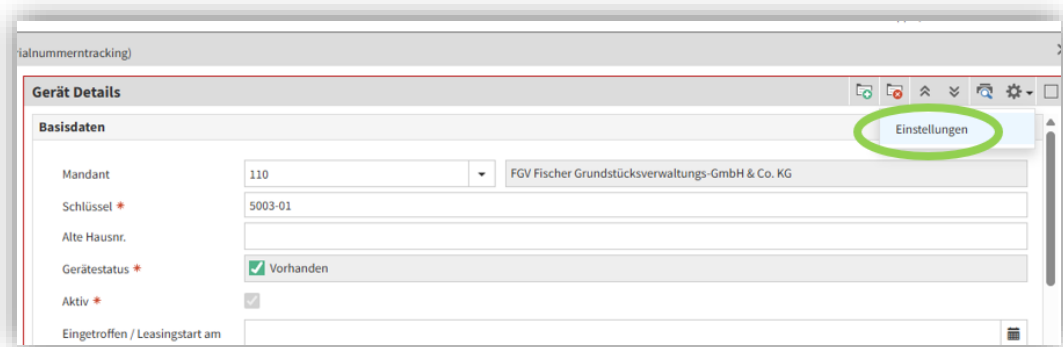 rialnummerntracking)
Gerät Details
Basisdaten
Einstellungen
Mandant 110 FGV Fischer Grundstücksverwaltungs-GmbH & Co. KG
Schlüssel * 5003-01
Alte Hausnr.
Gerätestatus * Vorhanden
Aktiv *
Eingetroffen / Leasingstart am